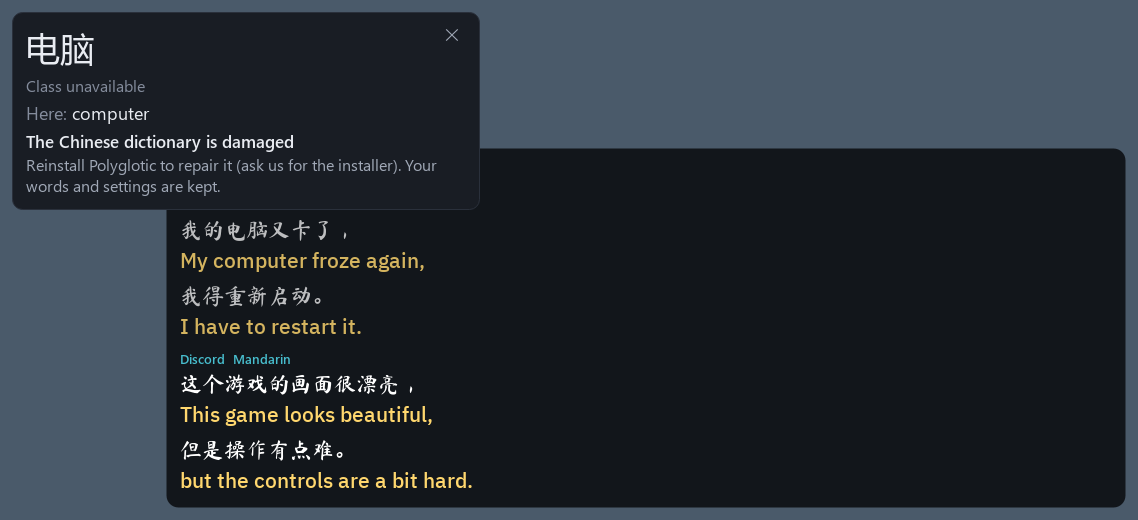 电脑
Class unavailable
Here: computer
The Chinese dictionary is damaged
Reinstall Polyglotic to repair it (ask us for the installer). Your
words and settings are kept.
我的电脑又卡了，
My computer froze again,
我得重新启动。
I have to restart it.
Discord Mandarin
这个游戏的画面很漂亮，
This game looks beautiful,
但是操作有点难。
but the controls are a bit hard.